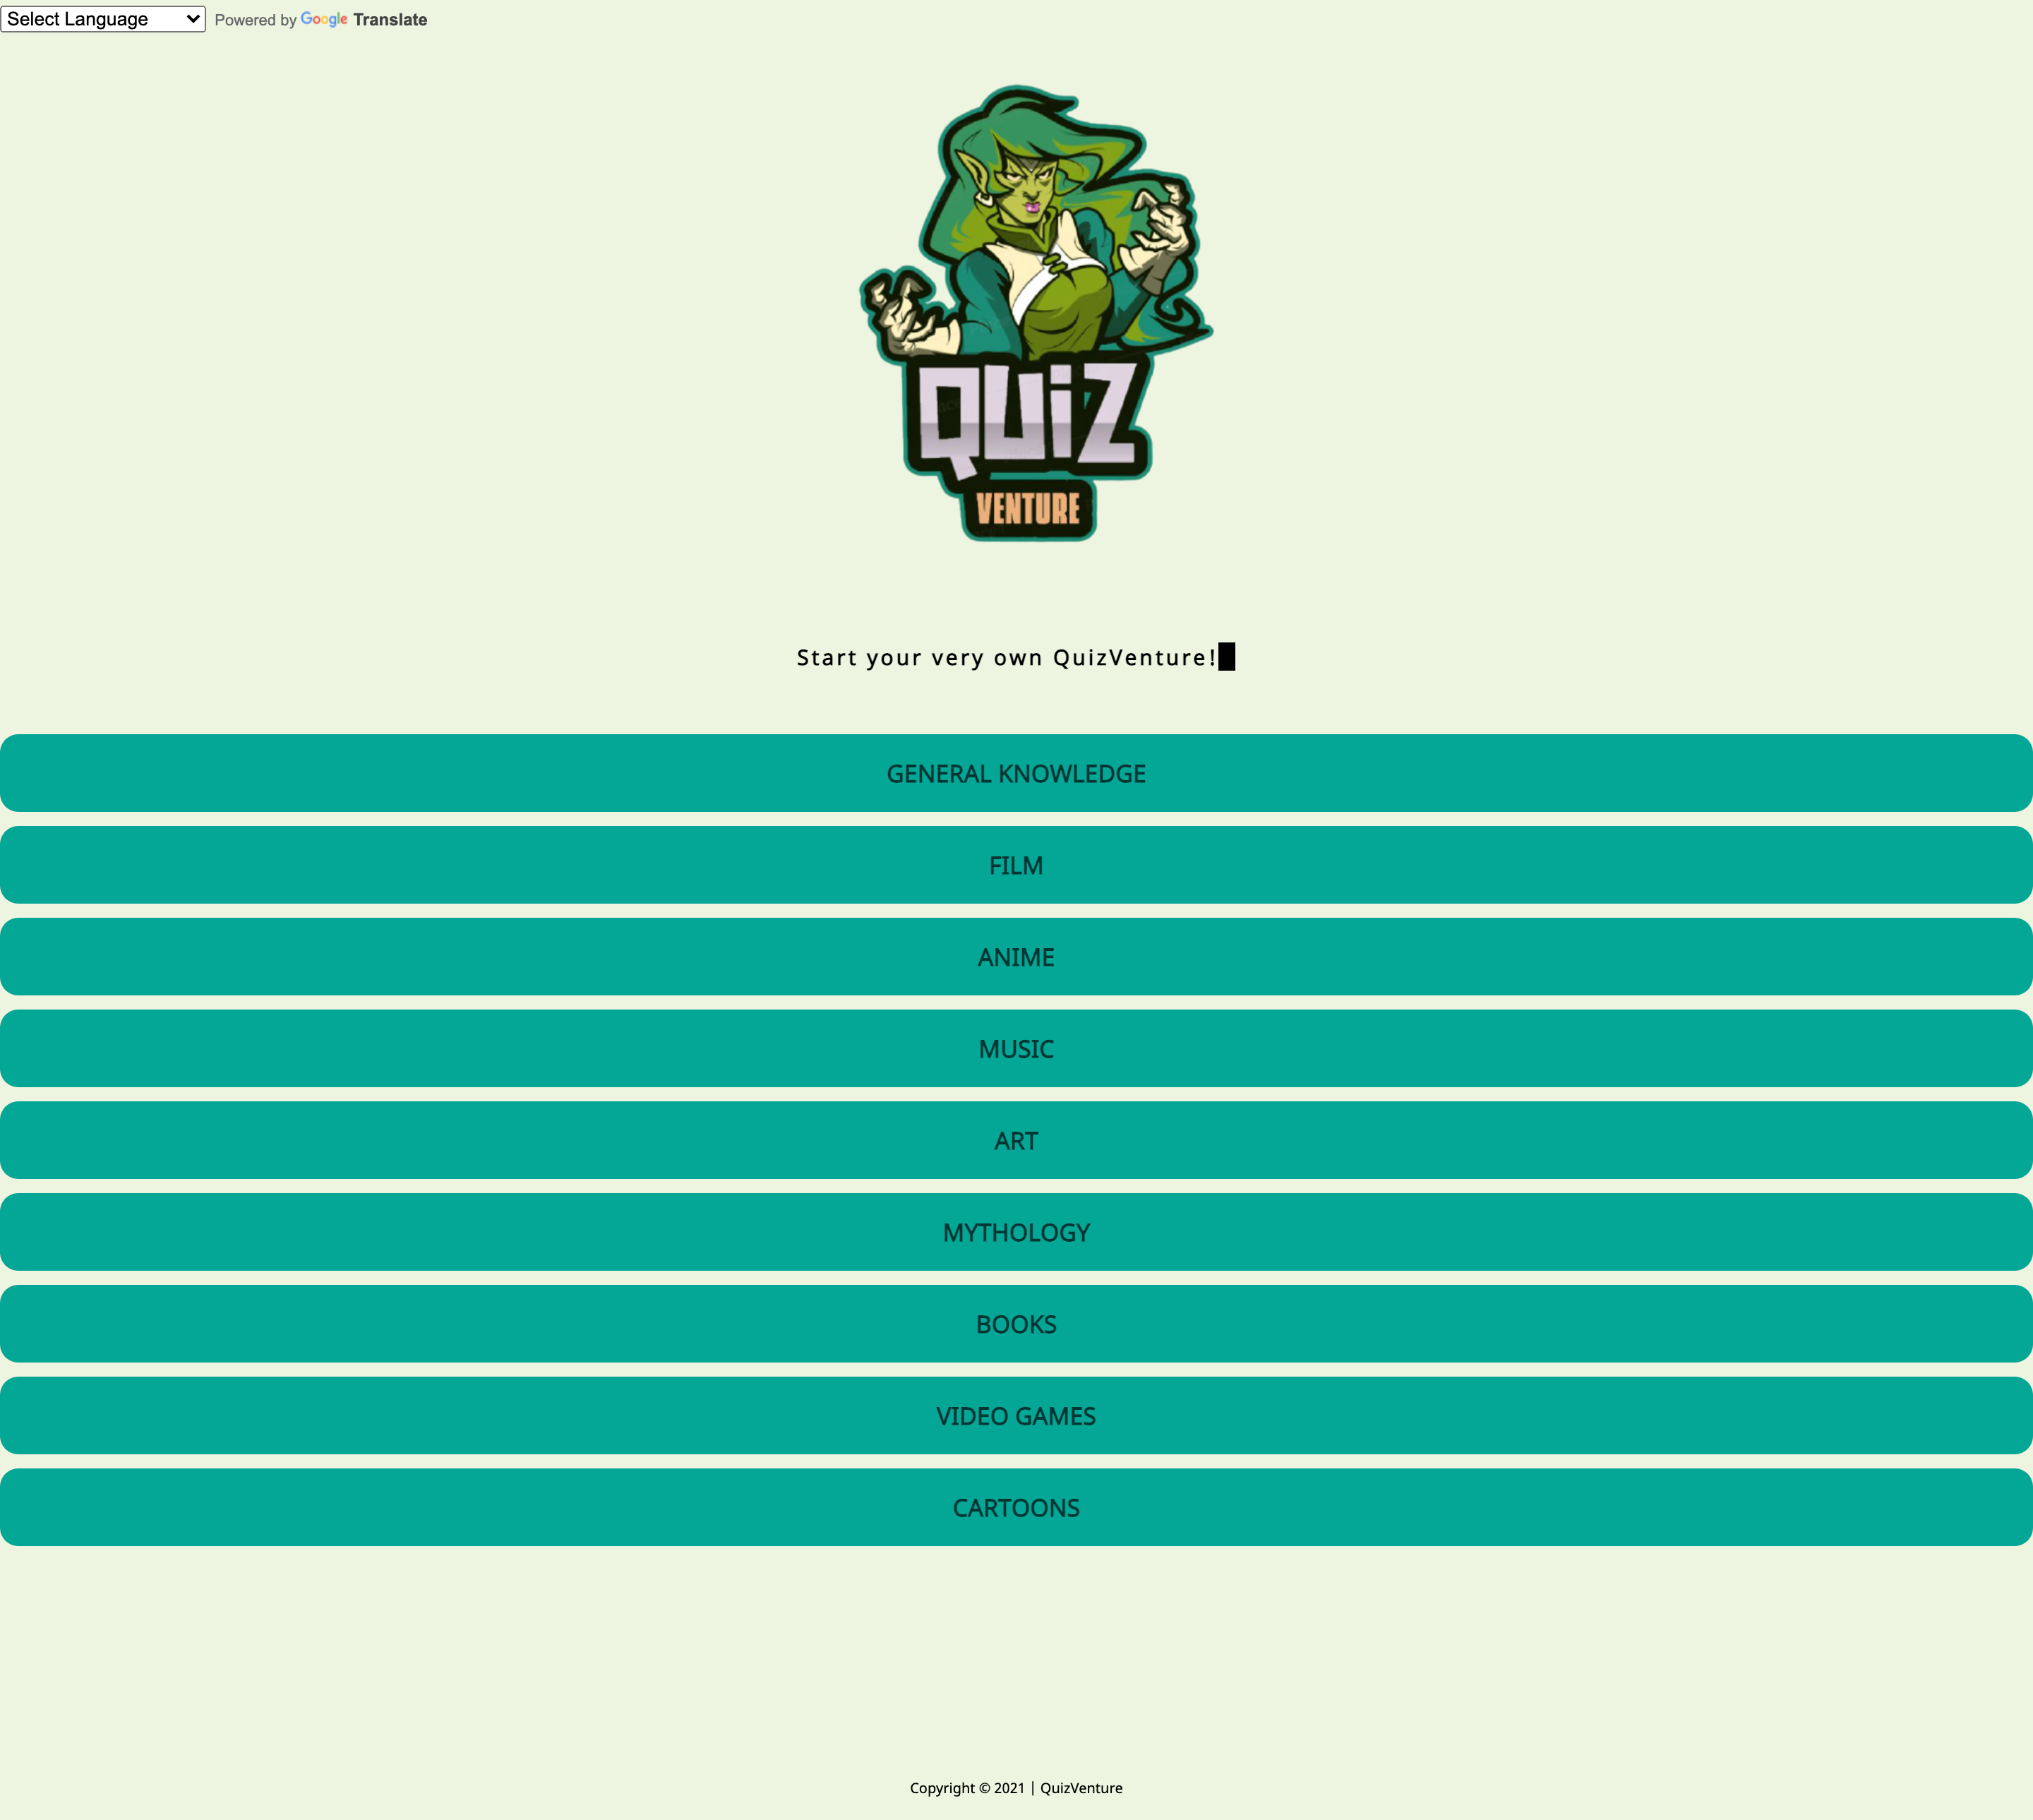 Select Language Powered by Google Translate
QUiZ
VENTURE
Start your very own QuizVenture!
GENERAL KNOWLEDGE
FILM
ANIME
MUSIC
ART
MYTHOLOGY
BOOKS
VIDEO GAMES
CARTOONS
Copyright © 2021 | QuizVenture